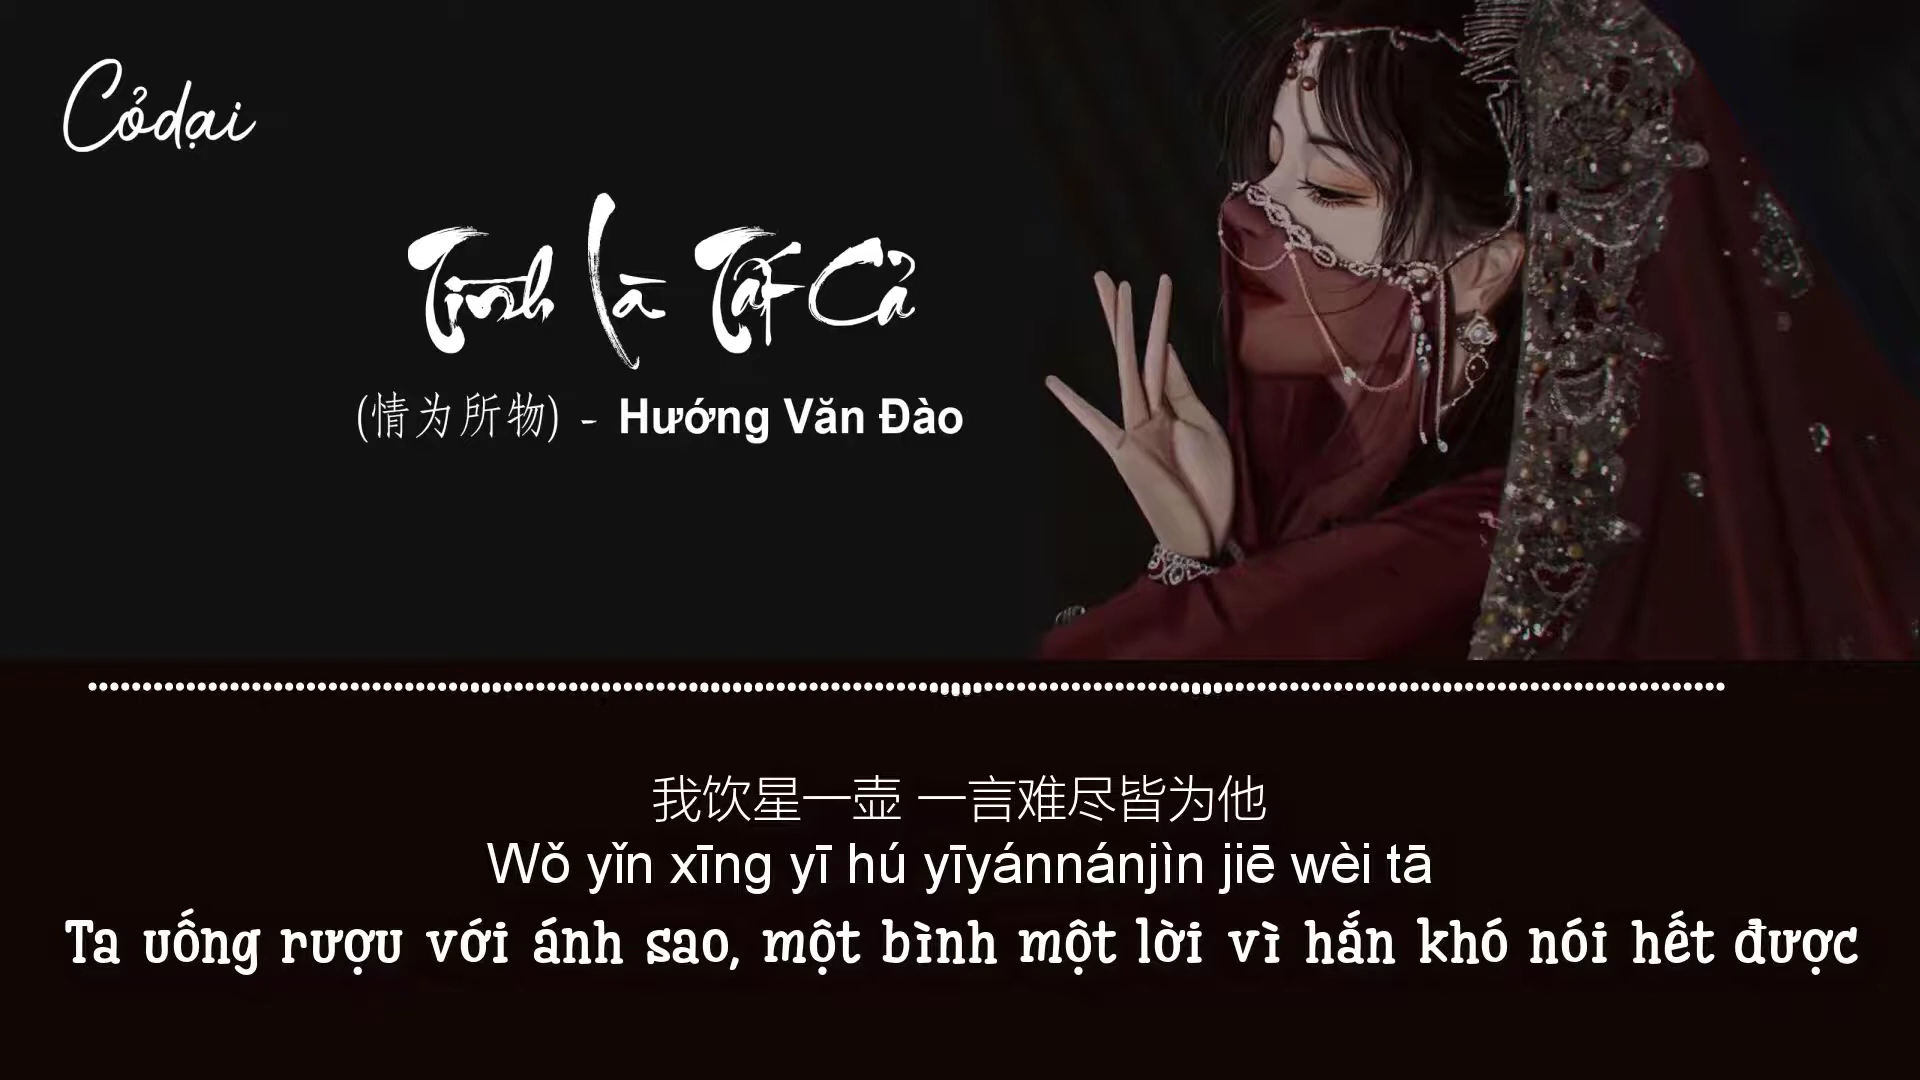 Cỏdại
Tình Là Tất Cả
(情为所物) - Hướng Văn Đào
我饮星一壶 一言难尽皆为他
Wǒ yǐn xīng yī hú yīyánnánjìn jiē wèi tā
Ta uống rượu với ánh sao, một bình một lời vì hắn khó nói hết được